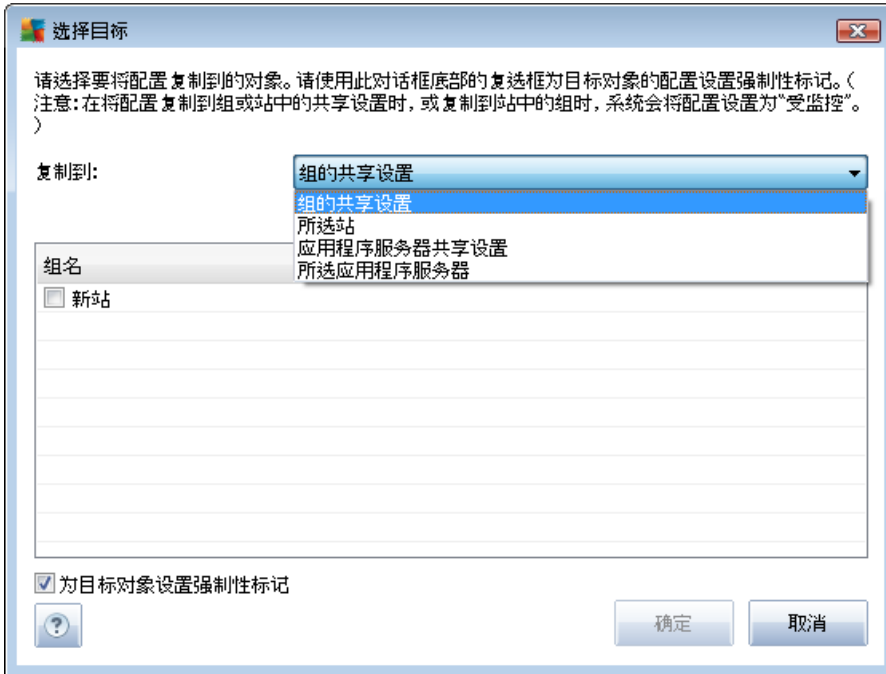 选择目标
请选择要将配置复制到的对象。请使用此对话框底部的复选框为目标对象的配置设置强制性标记。(
注意:在将配置复制到组或站中的共享设置时, 或复制到站中的组时, 系统会将配置设置为“受监控”。
)
复制到:
组的共享设置
组的共享设置
所选站
应用程序服务器共享设置
所选应用程序服务器
组名
新站
为目标对象设置强制性标记
?
确定
取消